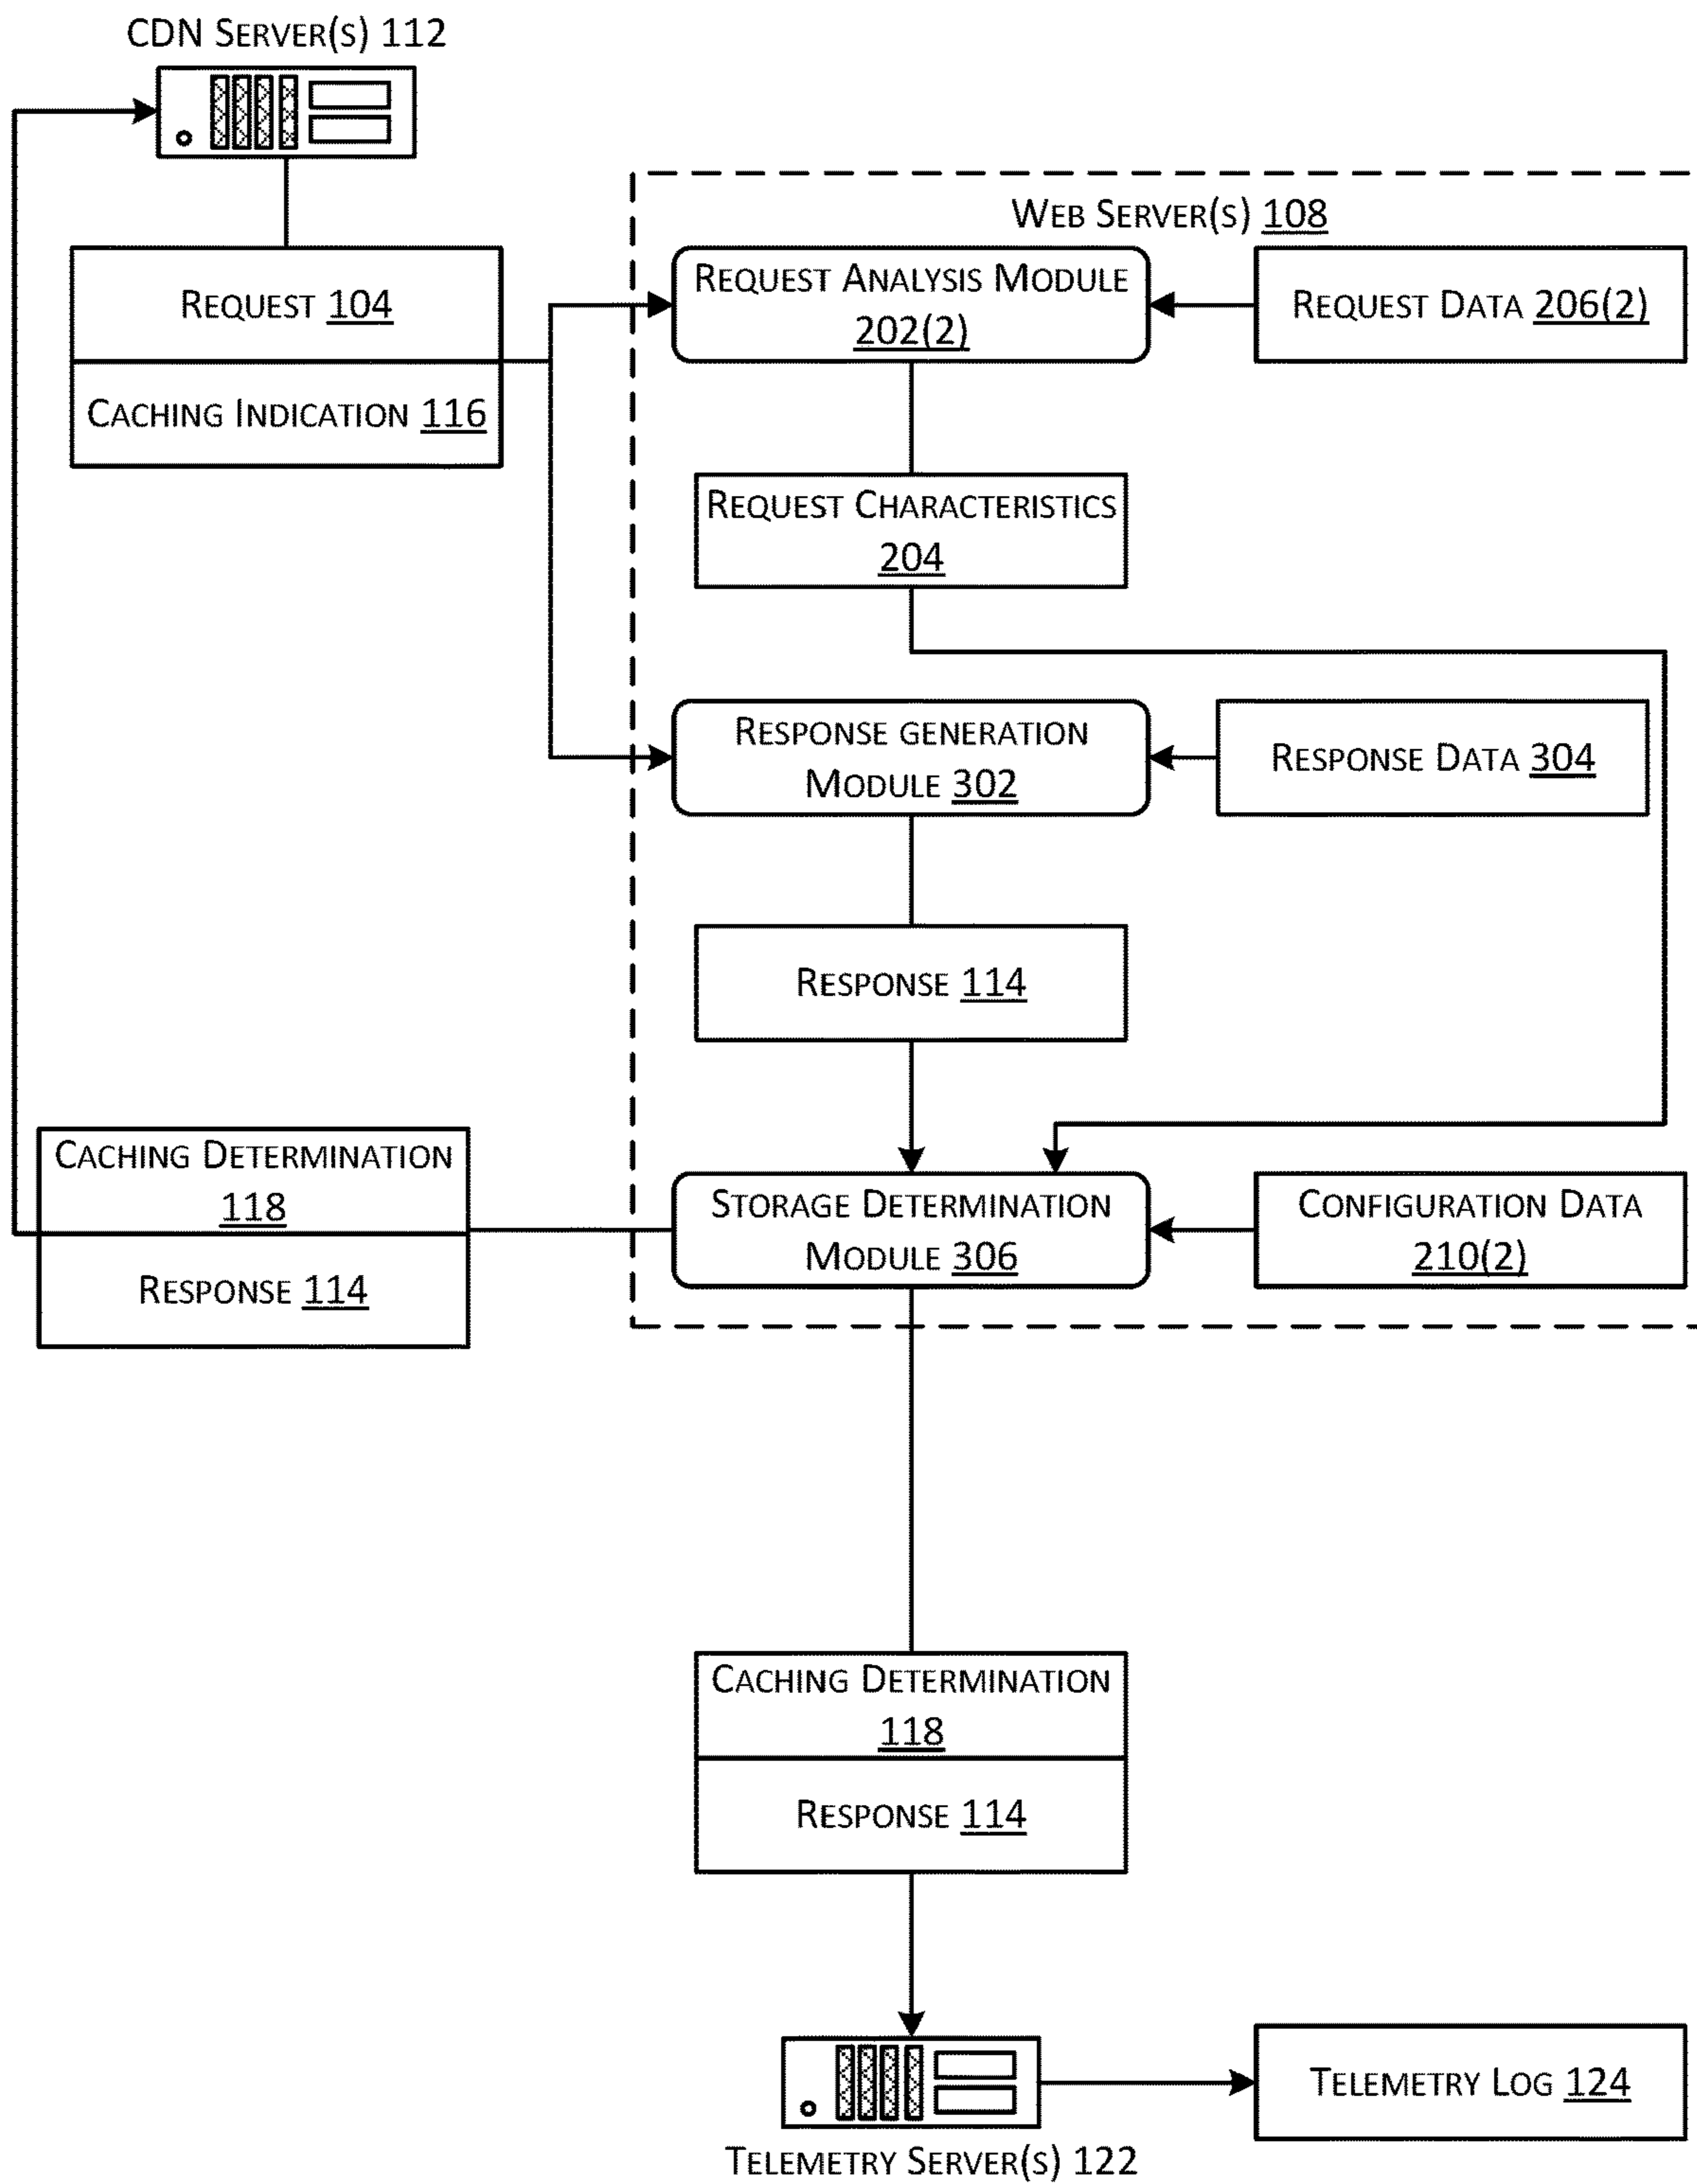 CDN SERVER(S) 112
WEB SERVER(S) 108
REQUEST 104
CACHING INDICATION 116
REQUEST ANALYSIS MODULE
202(2)
REQUEST DATA 206(2)
REQUEST CHARACTERISTICS
204
RESPONSE GENERATION
MODULE 302
RESPONSE DATA 304
RESPONSE 114
CACHING DETERMINATION
118
RESPONSE 114
STORAGE DETERMINATION
MODULE 306
CONFIGURATION DATA
210(2)
CACHING DETERMINATION
118
RESPONSE 114
TELEMETRY SERVER(S) 122
TELEMETRY LOG 124